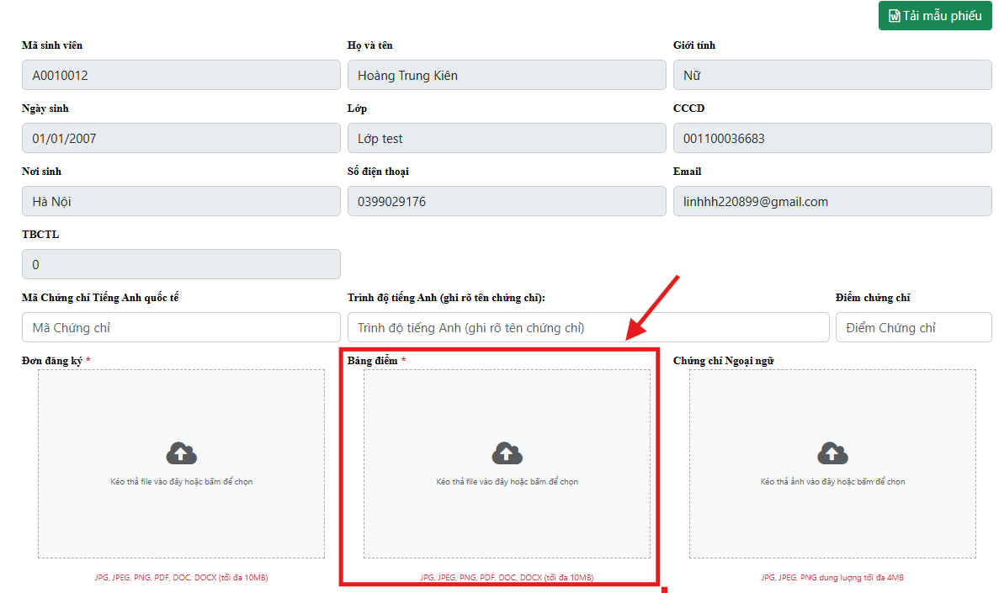 Tải mẫu phiếu
Mã sinh viên
Họ và tên
Giới tính
A0010012
Hoàng Trung Kiên
Nữ
Ngày sinh
Lớp
CCCD
01/01/2007
Lớp test
001100036683
Nơi sinh
Số điện thoại
Email
Hà Nội
0399029176
linhhh220899@gmail.com
TBCTL
0
Mã Chứng chỉ Tiếng Anh quốc tế
Trình độ tiếng Anh (ghi rõ tên chứng chỉ):
Điểm chứng chỉ
Mã Chứng chỉ
Trình độ tiếng Anh (ghi rõ tên chứng chỉ)
Điểm Chứng chỉ
Đơn đăng ký *
Bảng điểm *
Chứng chỉ Ngoại ngữ
Kéo thả file vào đây hoặc bấm để chọn
Kéo thả file vào đây hoặc bấm để chọn
Kéo thả ảnh vào đây hoặc bấm để chọn
JPG, JPEG, PNG, PDF, DOC, DOCX (tối đa 10MB)
JPG, JPEG, PNG, PDF, DOC, DOCX (tối đa 10MB)
JPG, JPEG, PNG dung lượng tối đa 4MB